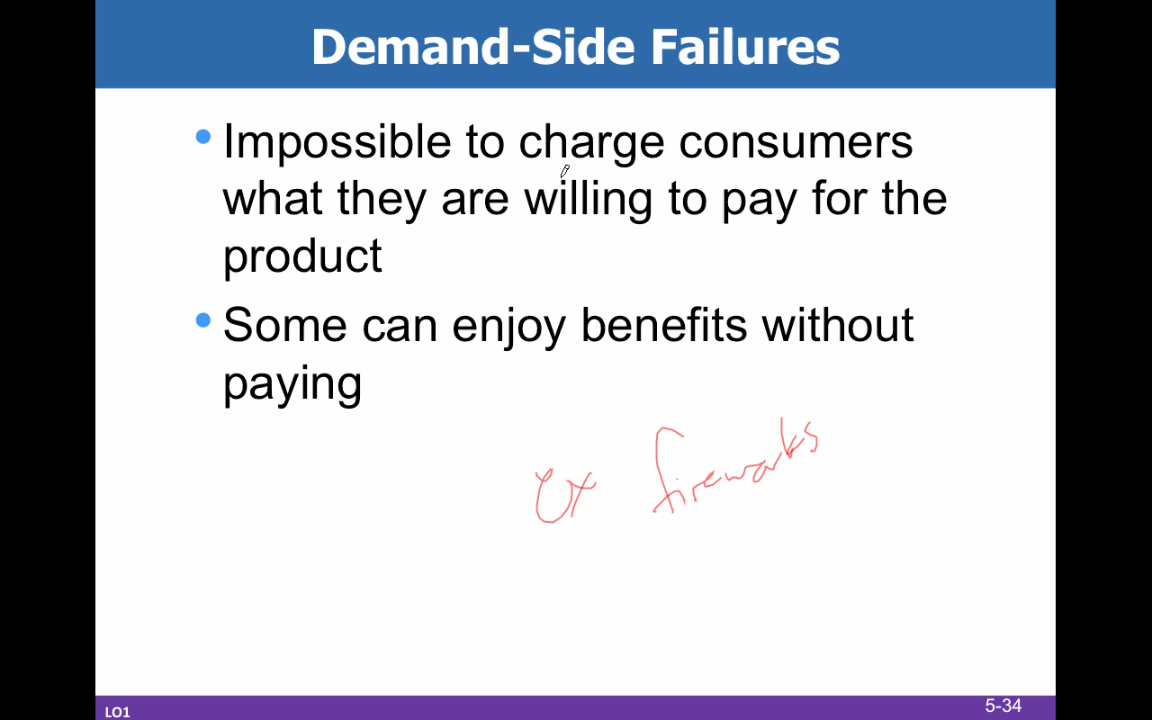 Demand-Side Failures
• Impossible to charge consumers
what they are willing to pay for the
product
• Some can enjoy benefits without
paying
ex fireworks
LO1
5-34